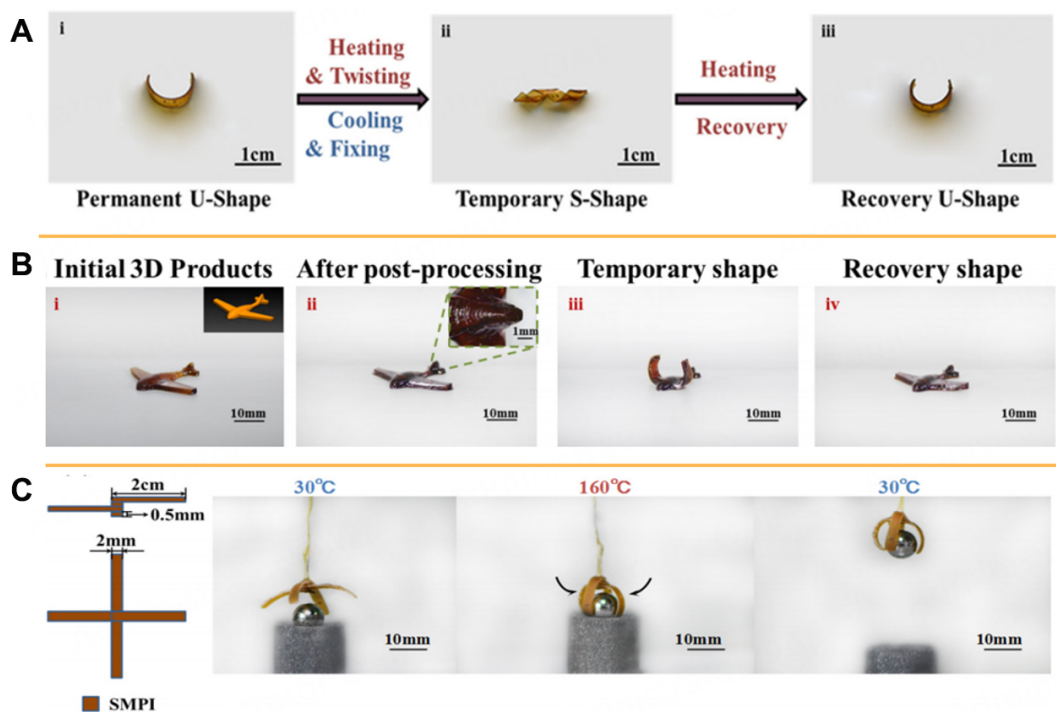 A
i
Heating
& Twisting
Cooling
& Fixing
ii
Heating
Recovery
iii
1cm
1cm
1cm
Permanent U-Shape
Temporary S-Shape
Recovery U-Shape
B
Initial 3D Products
After post-processing
Temporary shape
Recovery shape
i
ii
1mm
iii
iv
10mm
10mm
10mm
10mm
C
2cm
0.5mm
2mm
SMPI
30℃
160℃
30℃
10mm
10mm
10mm